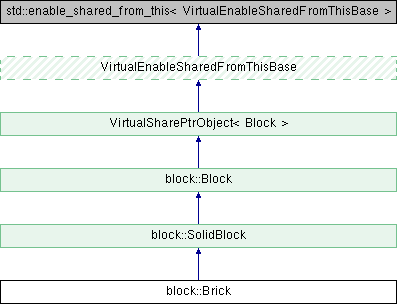 std::enable_shared_from_this< VirtualEnableSharedFromThisBase >
VirtualEnableSharedFromThisBase
VirtualSharePtrObject< Block >
block::Block
block::SolidBlock
block::Brick